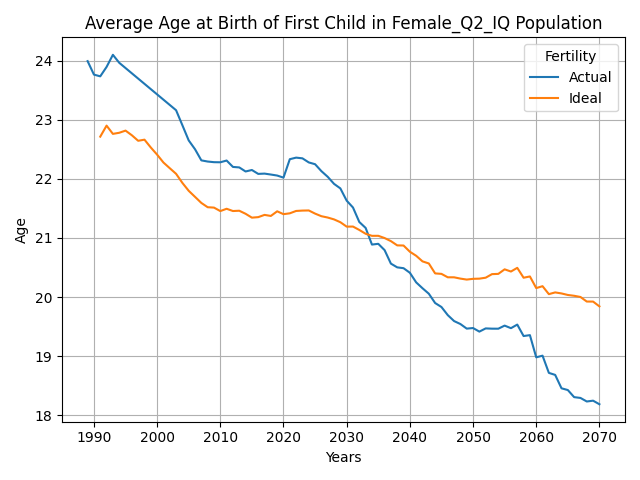 Average Age at Birth of First Child in Female_Q2_IQ Population
Fertility
Actual
Ideal
Age
24
23
22
21
20
19
18
1990 2000 2010 2020 2030 2040 2050 2060 2070
Years